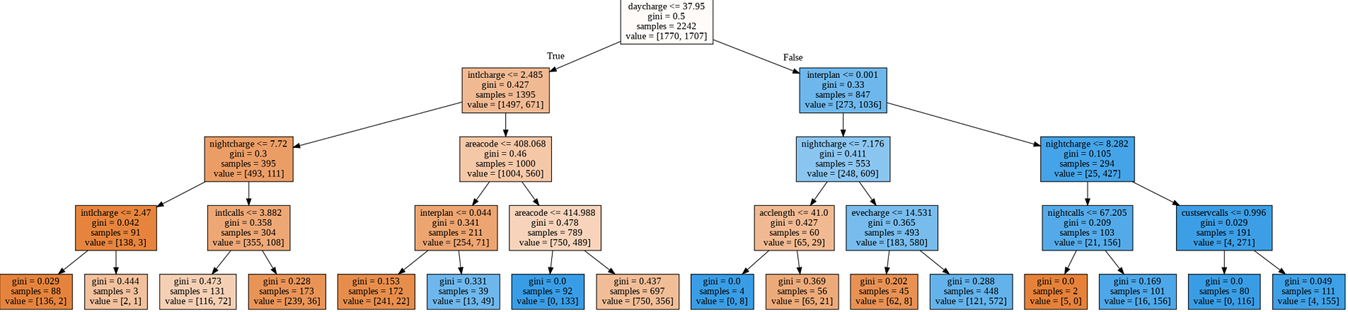 daycharge <= 37.95
gini = 0.5
samples = 2242
value = [1770, 1707]
True
False
intlcharge <= 2.485
gini = 0.427
samples = 1395
value = [1497, 671]
interplan <= 0.001
gini = 0.33
samples = 847
value = [273, 1036]
nightcharge <= 7.72
gini = 0.3
samples = 395
value = [493, 111]
areacode <= 408.068
gini = 0.46
samples = 1000
value = [1004, 560]
nightcharge <= 7.176
gini = 0.411
samples = 553
value = [248, 609]
nightcharge <= 8.282
gini = 0.105
samples = 294
value = [25, 427]
intlcharge <= 2.47
gini = 0.042
samples = 91
value = [138, 3]
intlcalls <= 3.882
gini = 0.358
samples = 304
value = [355, 108]
interplan <= 0.044
gini = 0.341
samples = 211
value = [254, 71]
areacode <= 414.988
gini = 0.478
samples = 789
value = [750, 489]
acclength <= 41.0
gini = 0.427
samples = 60
value = [65, 29]
evecharge <= 14.531
gini = 0.365
samples = 493
value = [183, 580]
nightcalls <= 67.205
gini = 0.209
samples = 103
value = [21, 156]
custservcalls <= 0.996
gini = 0.029
samples = 191
value = [4, 271]
gini = 0.029
samples = 88
value = [136, 2]
gini = 0.444
samples = 3
value = [2, 1]
gini = 0.473
samples = 131
value = [116, 72]
gini = 0.228
samples = 173
value = [239, 36]
gini = 0.153
samples = 172
value = [241, 22]
gini = 0.331
samples = 39
value = [13, 49]
gini = 0.0
samples = 92
value = [0, 133]
gini = 0.437
samples = 697
value = [750, 356]
gini = 0.0
samples = 4
value = [0, 8]
gini = 0.369
samples = 56
value = [65, 21]
gini = 0.202
samples = 45
value = [62, 8]
gini = 0.288
samples = 448
value = [121, 572]
gini = 0.0
samples = 2
value = [5, 0]
gini = 0.169
samples = 101
value = [16, 156]
gini = 0.0
samples = 80
value = [0, 116]
gini = 0.049
samples = 111
value = [4, 155]